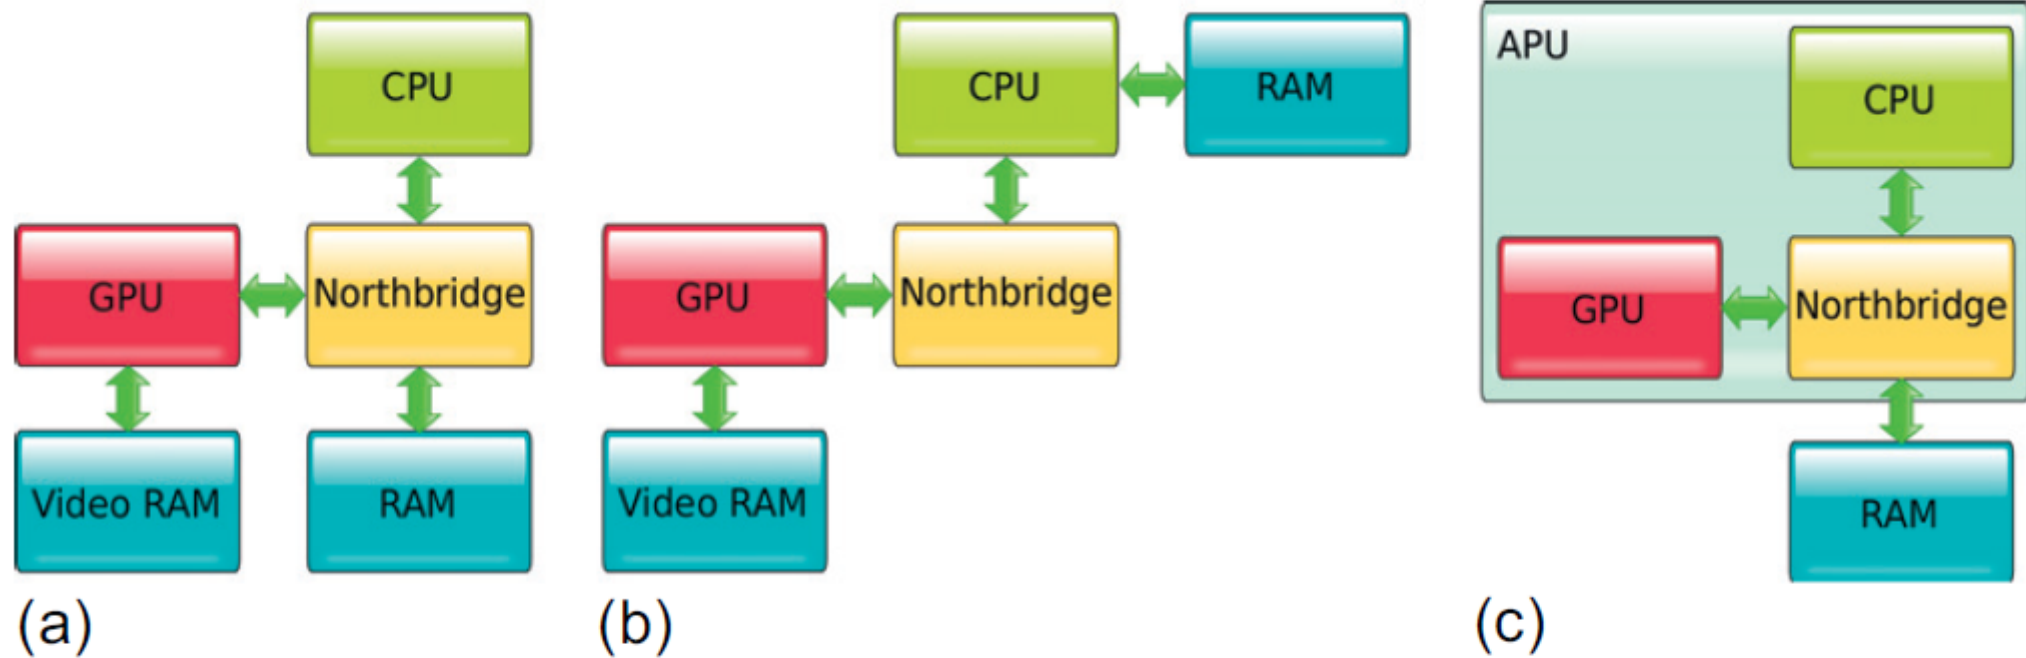 CPU
GPU
Northbridge
Video RAM
RAM
(a)
CPU
RAM
GPU
Northbridge
Video RAM
(b)
APU
CPU
GPU
Northbridge
RAM
(c)